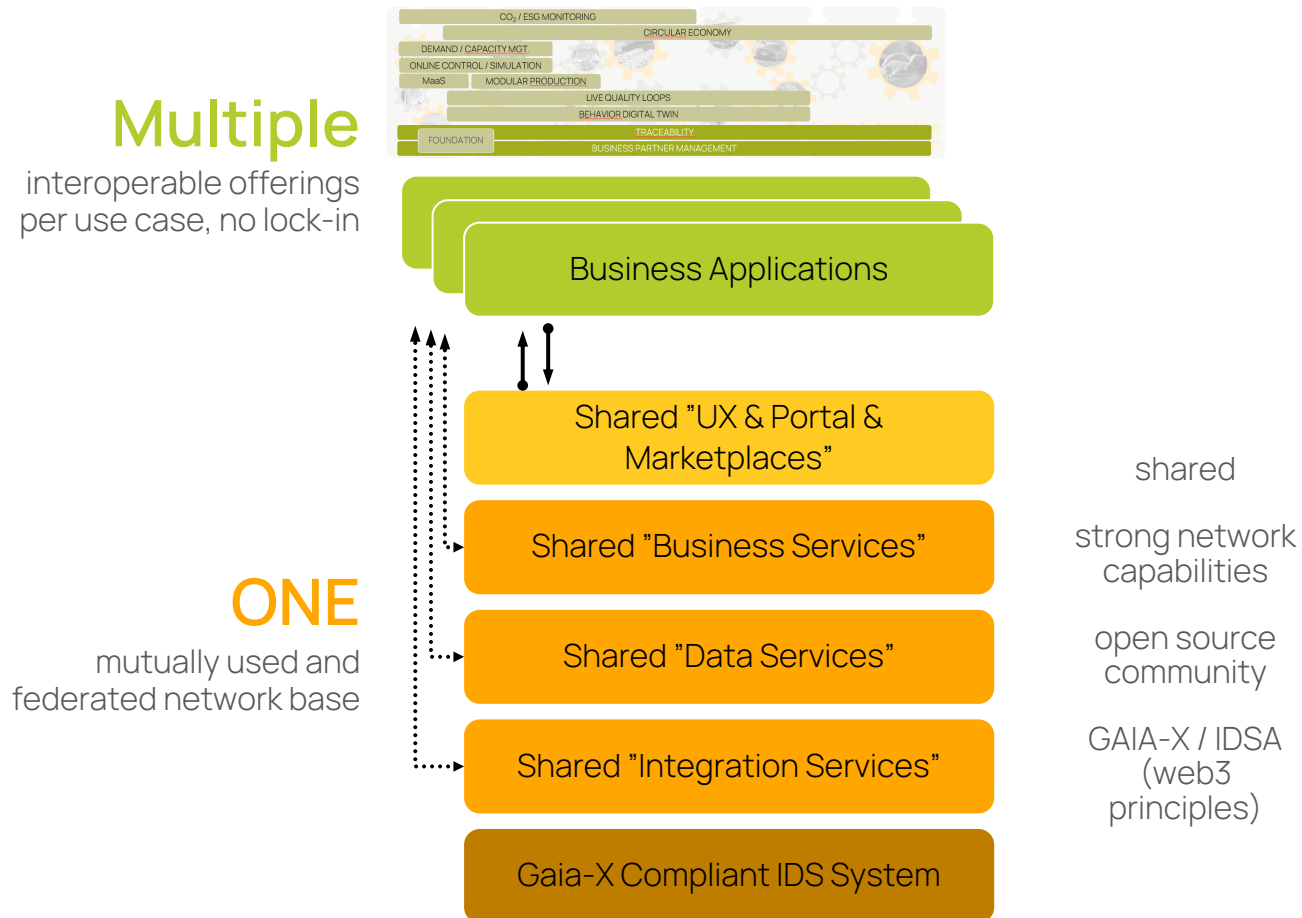 CO₂ / ESG MONITORING
CIRCULAR ECONOMY
DEMAND / CAPACITY MGT.
ONLINE CONTROL / SIMULATION
MaaS
MODULAR PRODUCTION
LIVE QUALITY LOOPS
BEHAVIOR DIGITAL TWIN
TRACEABILITY
FOUNDATION
BUSINESS PARTNER MANAGEMENT
Multiple
interoperable offerings
per use case, no lock-in
Business Applications
Shared ”UX & Portal &
Marketplaces”
shared
Shared ”Business Services”
strong network
capabilities
ONE
mutually used and
federated network base
Shared ”Data Services”
open source
community
Shared ”Integration Services”
GAIA-X / IDSA
(web3
principles)
Gaia-X Compliant IDS System